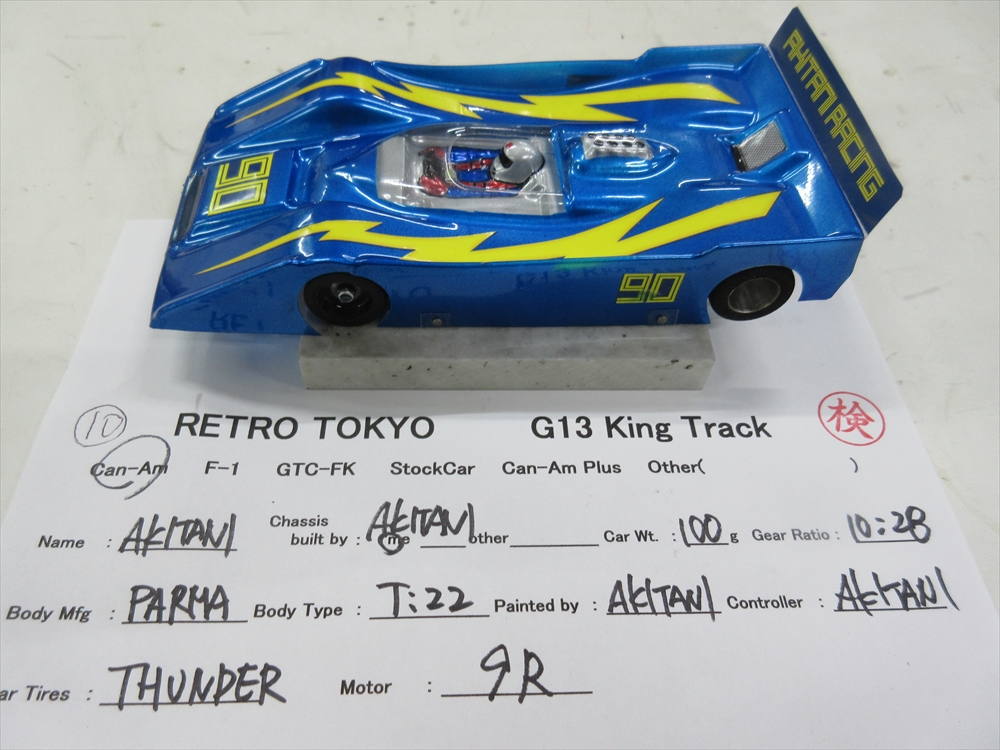 AKITANI RACING
90
90
⑩ RETRO TOKYO G13 King Track 検
Can-Am F-1 GTC-FK StockCar Can-Am Plus Other( )
Name : AKITANI Chassis built by : AKITANI me other Car Wt. : 100 g Gear Ratio : 10:28
Body Mfg : PARMA Body Type : T:22 Painted by : AKITANI Controller : AKITANI
ar Tires : THUNDER Motor : 9R